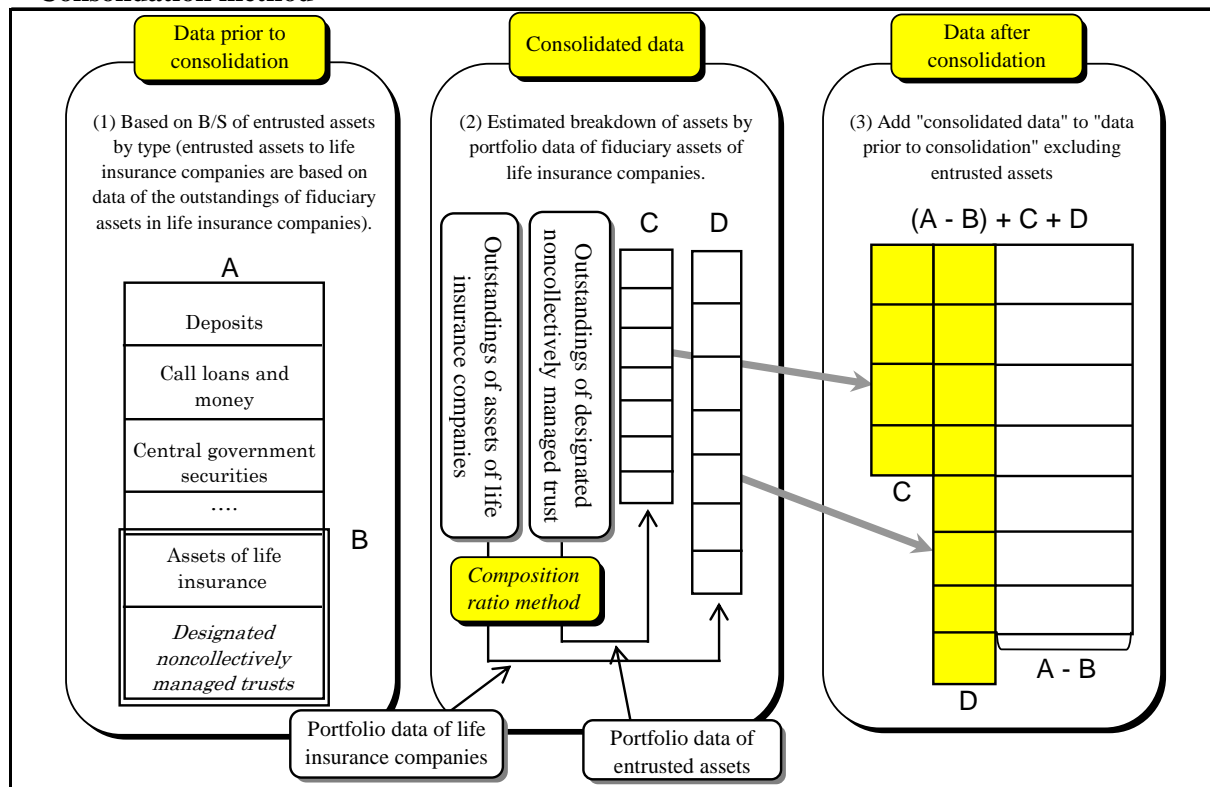 Consolidation method
Data prior to
consolidation
(1) Based on B/S of entrusted assets
by type (entrusted assets to life
insurance companies are based on
data of the outstandings of fiduciary
assets in life insurance companies).
A
Deposits
Call loans and
money
Central government
securities
....
B
Assets of life
insurance
Designated
noncollectively
managed trusts
Consolidated data
(2) Estimated breakdown of assets by
portfolio data of fiduciary assets of
life insurance companies.
Outstandings of assets of life
insurance companies
Outstandings of designated
noncollectively managed trust
C
D
Composition
ratio method
Portfolio data of life
insurance companies
Portfolio data of
entrusted assets
Data after
consolidation
(3) Add "consolidated data" to "data
prior to consolidation" excluding
entrusted assets
(A - B) + C + D
C
D
A - B